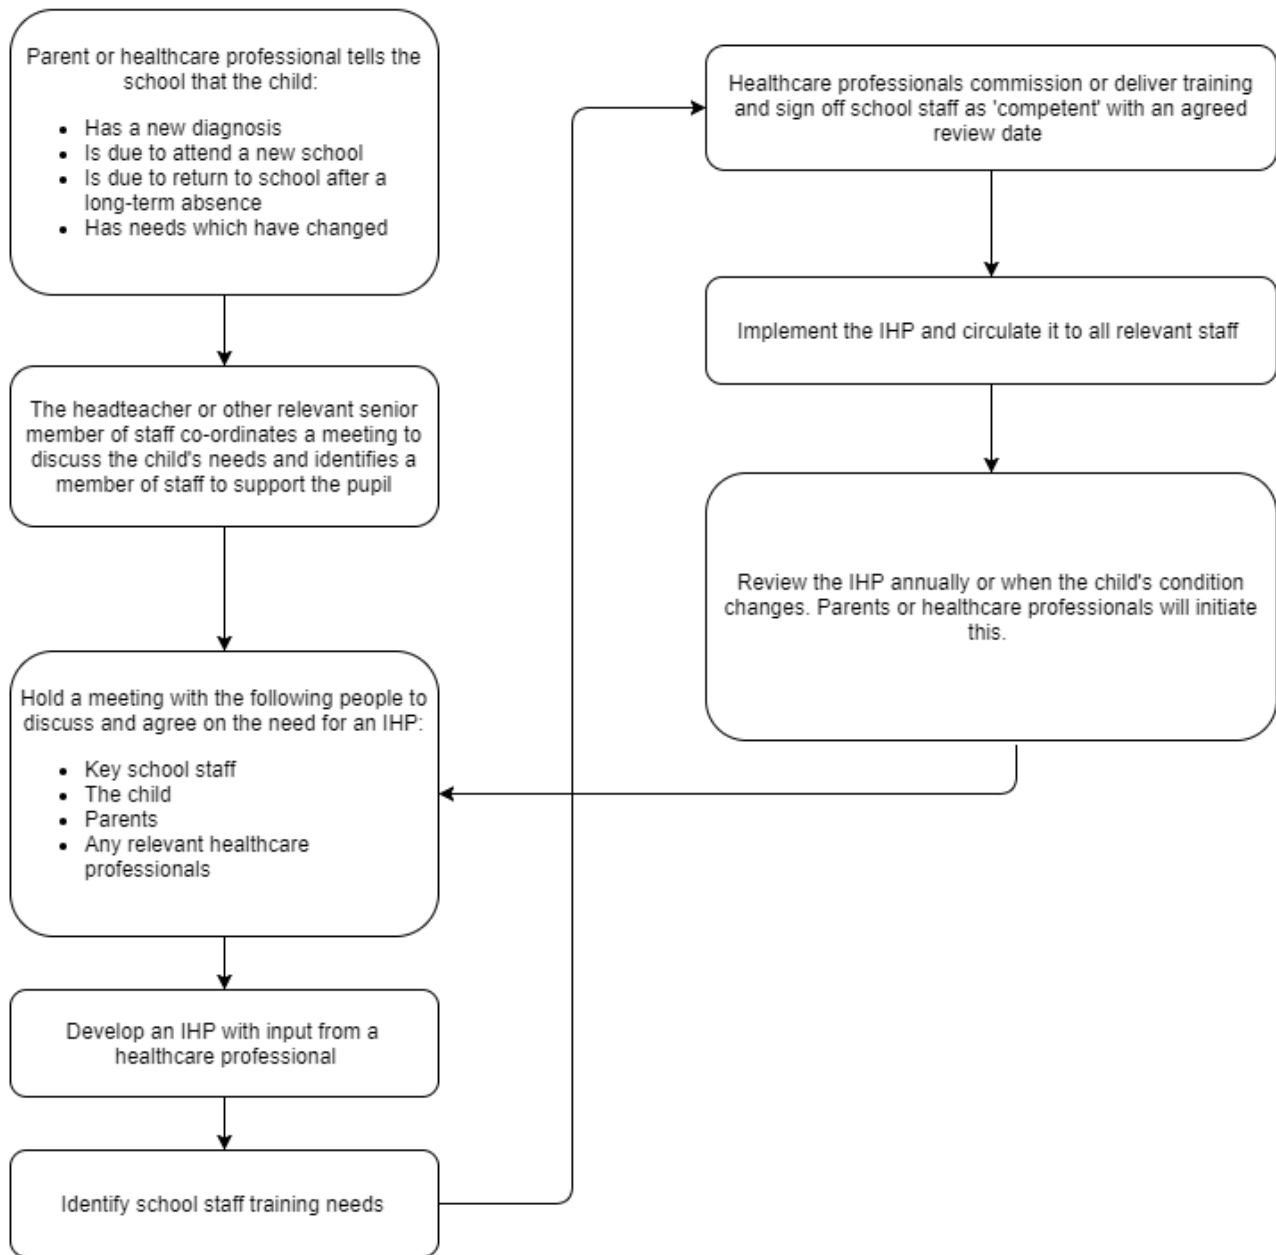 Parent or healthcare professional tells the
school that the child:
• Has a new diagnosis
• Is due to attend a new school
• Is due to return to school after a
long-term absence
• Has needs which have changed
The headteacher or other relevant senior
member of staff co-ordinates a meeting to
discuss the child's needs and identifies a
member of staff to support the pupil
Hold a meeting with the following people to
discuss and agree on the need for an IHP:
• Key school staff
• The child
• Parents
• Any relevant healthcare
professionals
Develop an IHP with input from a
healthcare professional
Identify school staff training needs
Healthcare professionals commission or deliver training
and sign off school staff as 'competent' with an agreed
review date
Implement the IHP and circulate it to all relevant staff
Review the IHP annually or when the child's condition
changes. Parents or healthcare professionals will initiate
this.